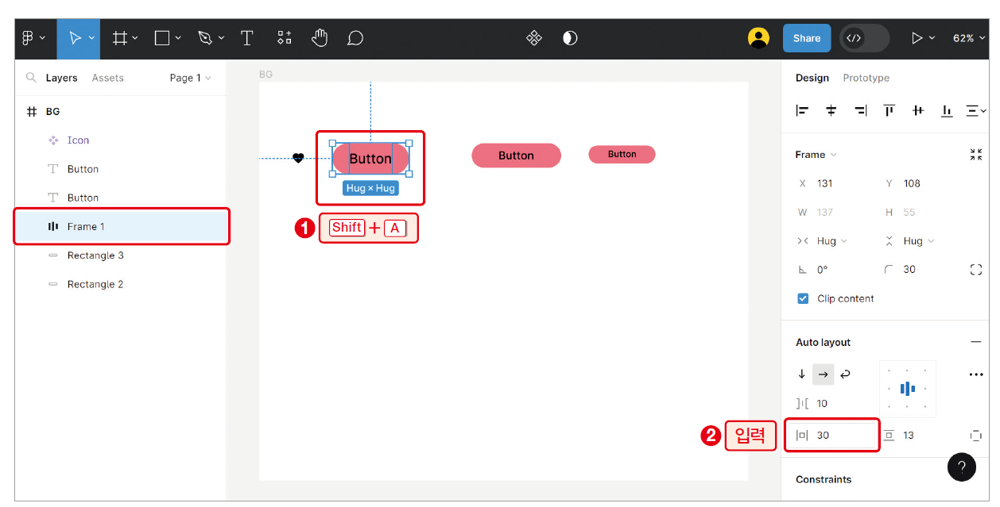 Share
</>
62%
Layers
Assets
Page 1
BG
Icon
Button
Button
Frame 1
Rectangle 3
Rectangle 2
BG
Button
Hug × Hug
Button
Button
1 Shift + A
Design
Prototype
Frame
X 131
Y 108
W 137
H 55
Hug
Hug
0°
30
Clip content
Auto layout
10
2 입력
30
13
Constraints
?